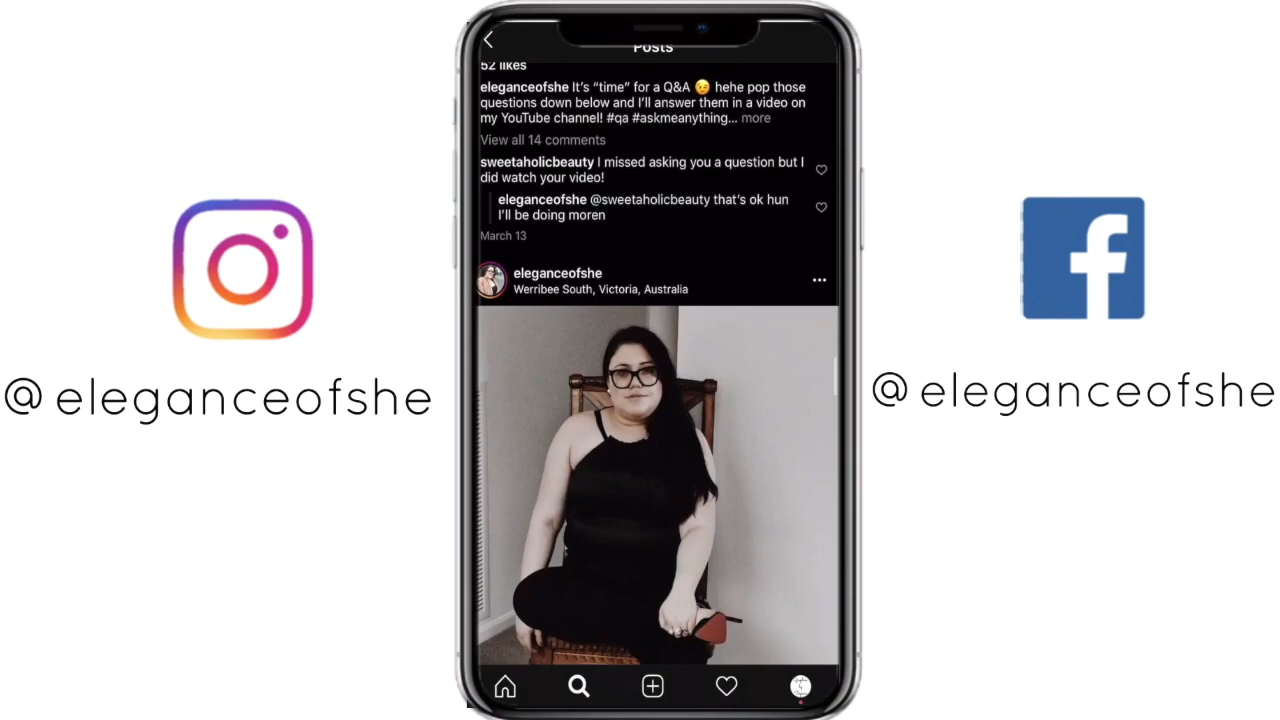 Posts
52 likes
eleganceofshe It's “time” for a Q&A 😉 hehe pop those
questions down below and I'll answer them in a video on
my YouTube channel! #qa #askmeanything... more
View all 14 comments
sweetaholicbeauty I missed asking you a question but I
did watch your video!
eleganceofshe @sweetaholicbeauty that's ok hun
I'll be doing moren
March 13
eleganceofshe
Werribee South, Victoria, Australia
@eleganceofshe
@eleganceofshe